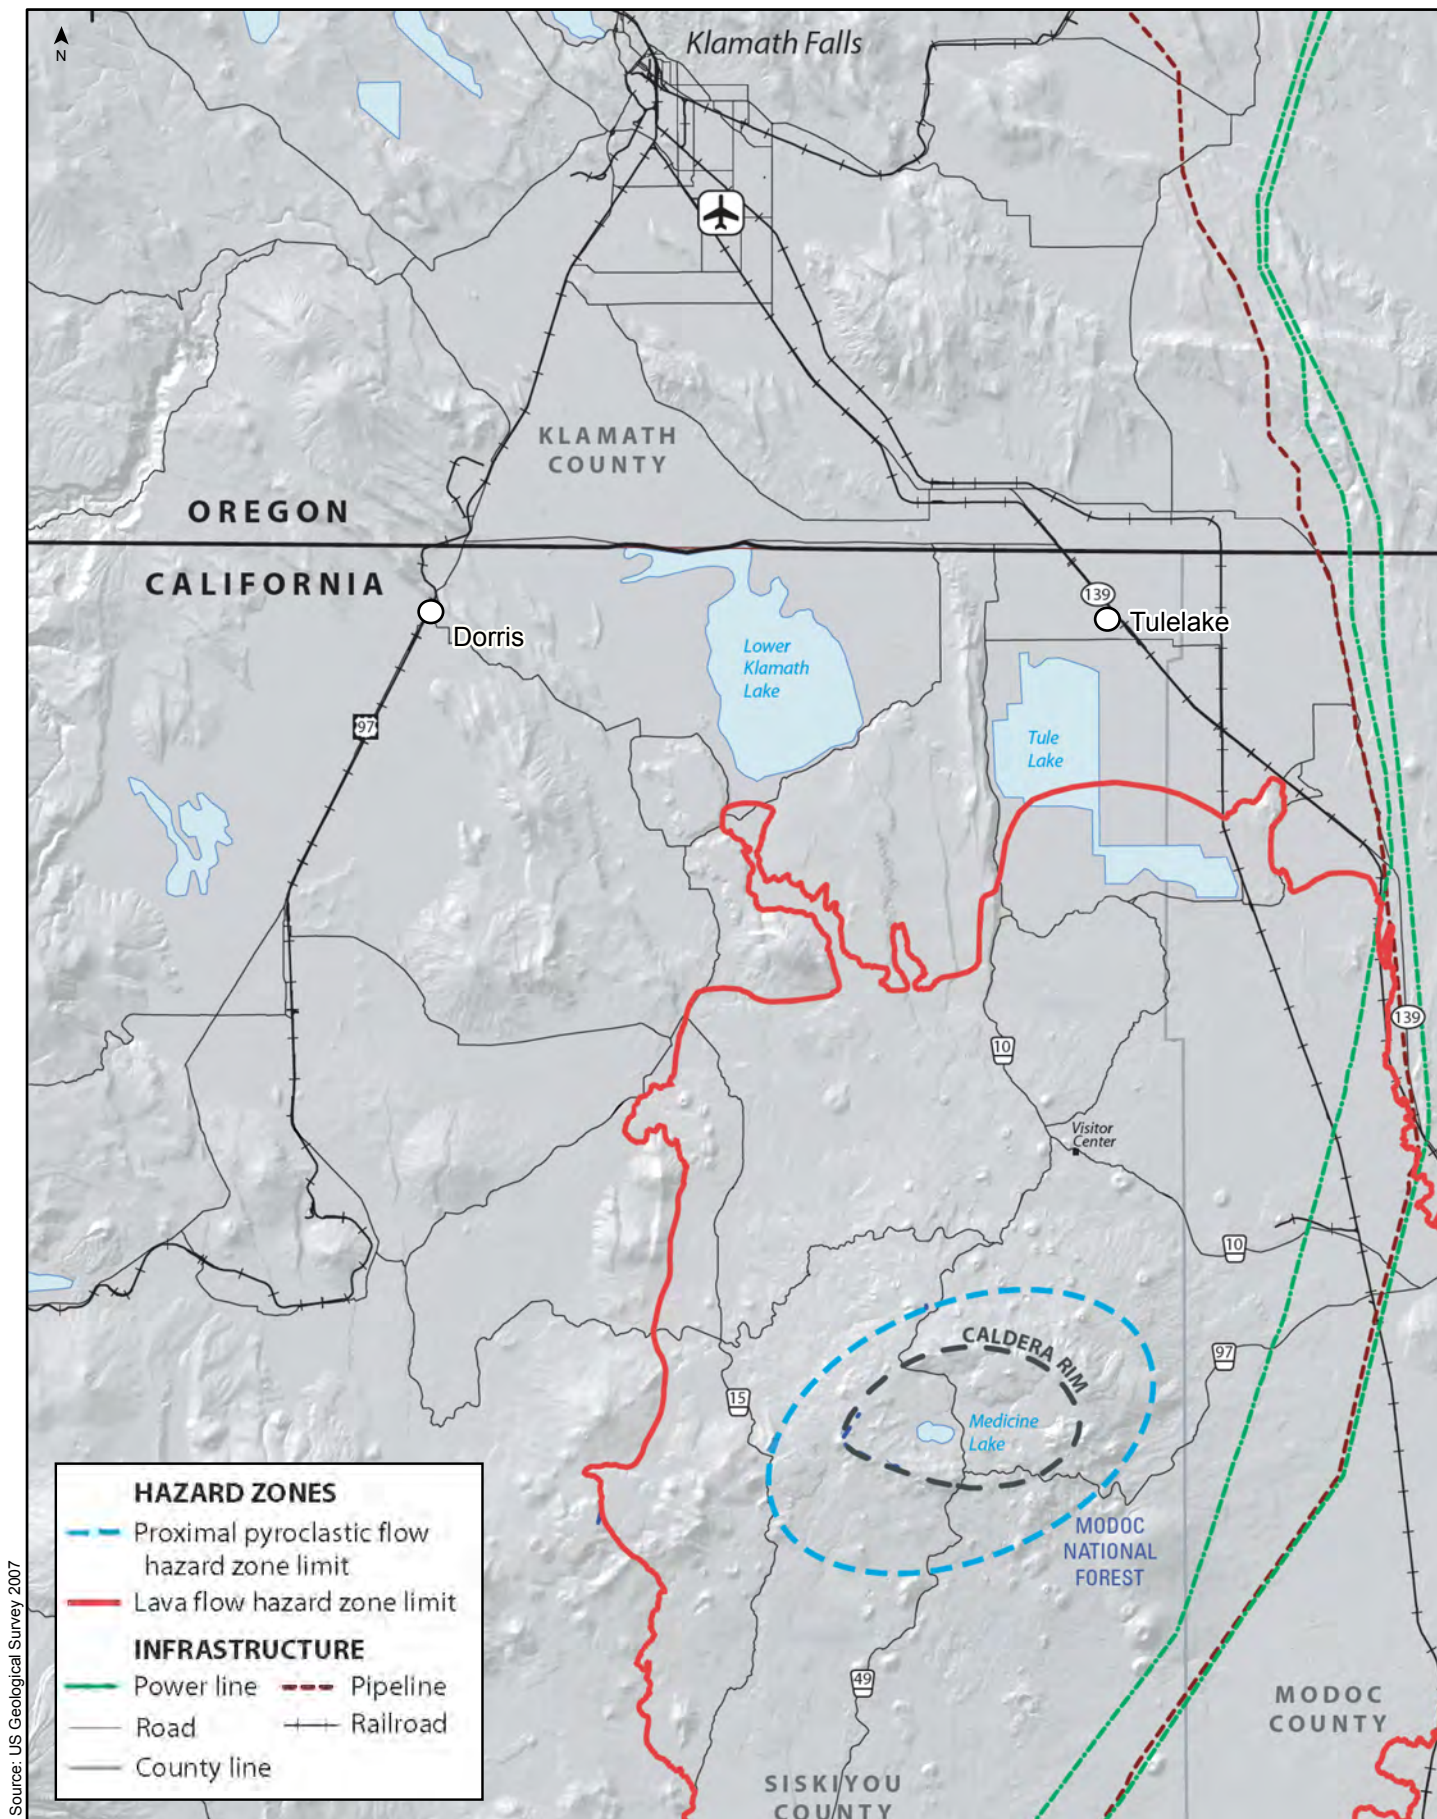 N
Klamath Falls
KLAMATH
COUNTY
OREGON
CALIFORNIA
139
Dorris
Tulelake
Lower
Klamath
Lake
97
Tule
Lake
139
10
Visitor
Center
10
CALDERA RIM
97
15
Medicine
Lake
MODOC
NATIONAL
FOREST
49
MODOC
COUNTY
SISKIYOU
COUNTY
HAZARD ZONES
Proximal pyroclastic flow
hazard zone limit
Lava flow hazard zone limit
INFRASTRUCTURE
Power line
Pipeline
Road
Railroad
County line
Source: US Geological Survey 2007